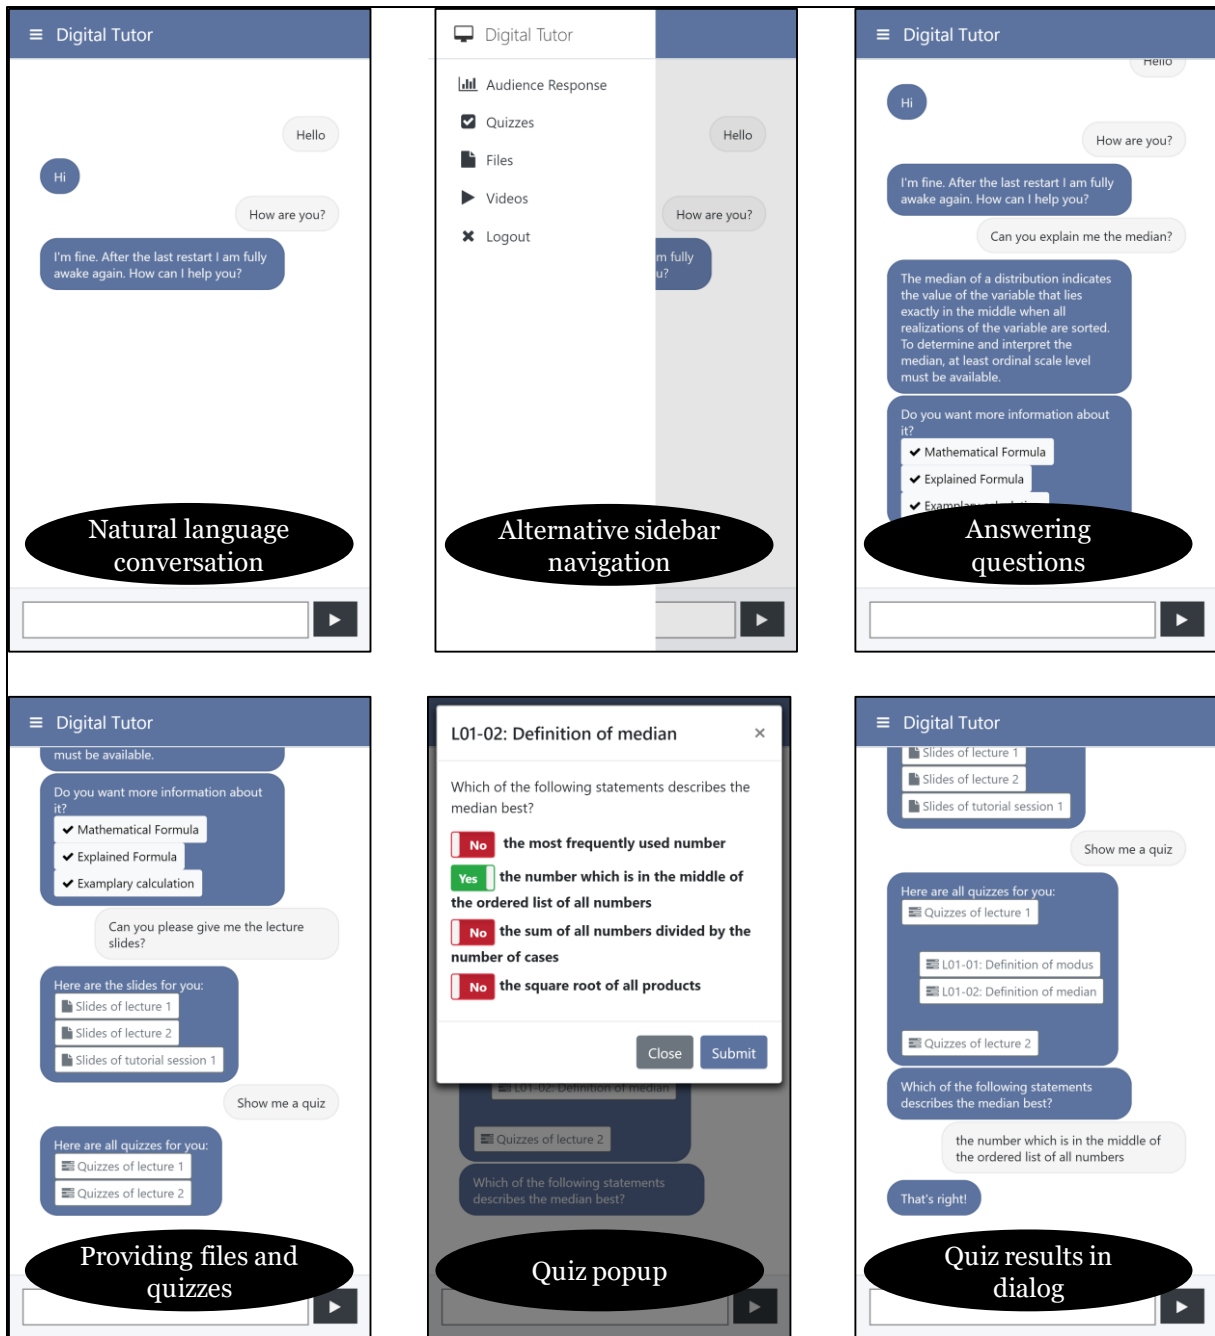 Digital Tutor
Hello
Hi
How are you?
I'm fine. After the last restart I am fully
awake again. How can I help you?
Natural language
conversation
Digital Tutor
Audience Response
Quizzes
Files
Videos
Logout
Hello
How are you?
m fully
u?
Alternative sidebar
navigation
Digital Tutor
Hello
Hi
How are you?
I'm fine. After the last restart I am fully
awake again. How can I help you?
Can you explain me the median?
The median of a distribution indicates
the value of the variable that lies
exactly in the middle when all
realizations of the variable are sorted.
To determine and interpret the
median, at least ordinal scale level
must be available.
Do you want more information about
it?
Mathematical Formula
Explained Formula
Examplary calculation
Answering
questions
Digital Tutor
must be available.
Do you want more information about
it?
Mathematical Formula
Explained Formula
Examplary calculation
Can you please give me the lecture
slides?
Here are the slides for you:
Slides of lecture 1
Slides of lecture 2
Slides of tutorial session 1
Show me a quiz
Here are all quizzes for you:
Quizzes of lecture 1
Quizzes of lecture 2
Providing files and
quizzes
L01-02: Definition of median ×
Which of the following statements describes the
median best?
No the most frequently used number
Yes the number which is in the middle of
the ordered list of all numbers
No the sum of all numbers divided by the
number of cases
No the square root of all products
Close Submit
L01-02: Definition of median
Quizzes of lecture 2
Which of the following statements
describes the median best?
Quiz popup
Digital Tutor
Slides of lecture 1
Slides of lecture 2
Slides of tutorial session 1
Show me a quiz
Here are all quizzes for you:
Quizzes of lecture 1
L01-01: Definition of modus
L01-02: Definition of median
Quizzes of lecture 2
Which of the following statements
describes the median best?
the number which is in the middle of
the ordered list of all numbers
That's right!
Quiz results in
dialog